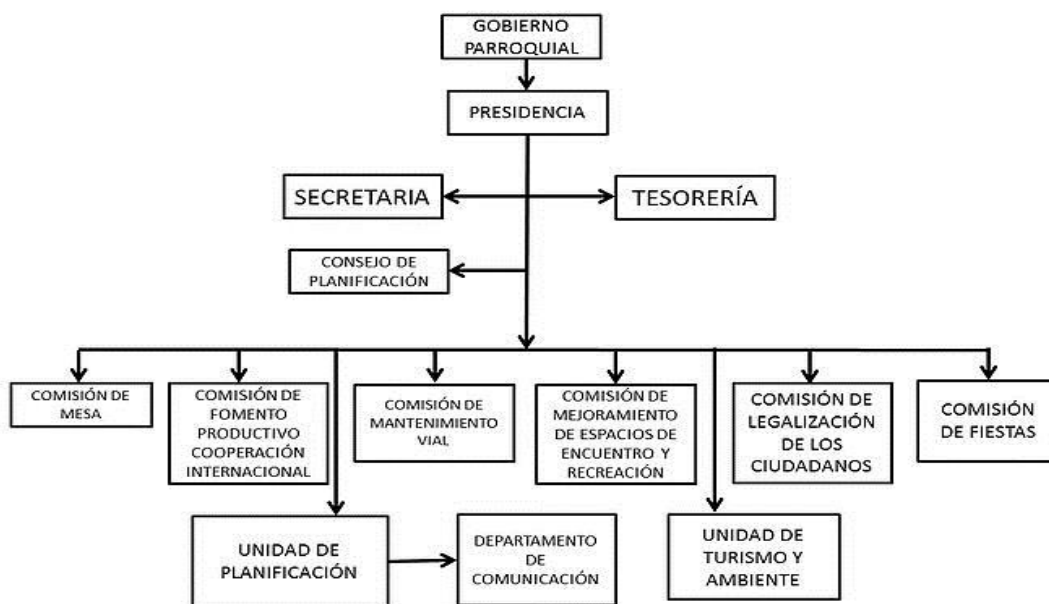 GOBIERNO
PARROQUIAL
PRESIDENCIA
SECRETARIA
TESORERÍA
CONSEJO DE
PLANIFICACIÓN
COMISIÓN DE
MESA
COMISIÓN DE
FOMENTO
PRODUCTIVO
COOPERACIÓN
INTERNACIONAL
COMISIÓN DE
MANTENIMIENTO
VIAL
COMISIÓN DE
MEJORAMIENTO
DE ESPACIOS DE
ENCUENTRO Y
RECREACIÓN
COMISIÓN DE
LEGALIZACIÓN
DE LOS
CIUDADANOS
COMISIÓN
DE FIESTAS
UNIDAD DE
PLANIFICACIÓN
DEPARTAMENTO
DE
COMUNICACIÓN
UNIDAD DE
TURISMO Y
AMBIENTE